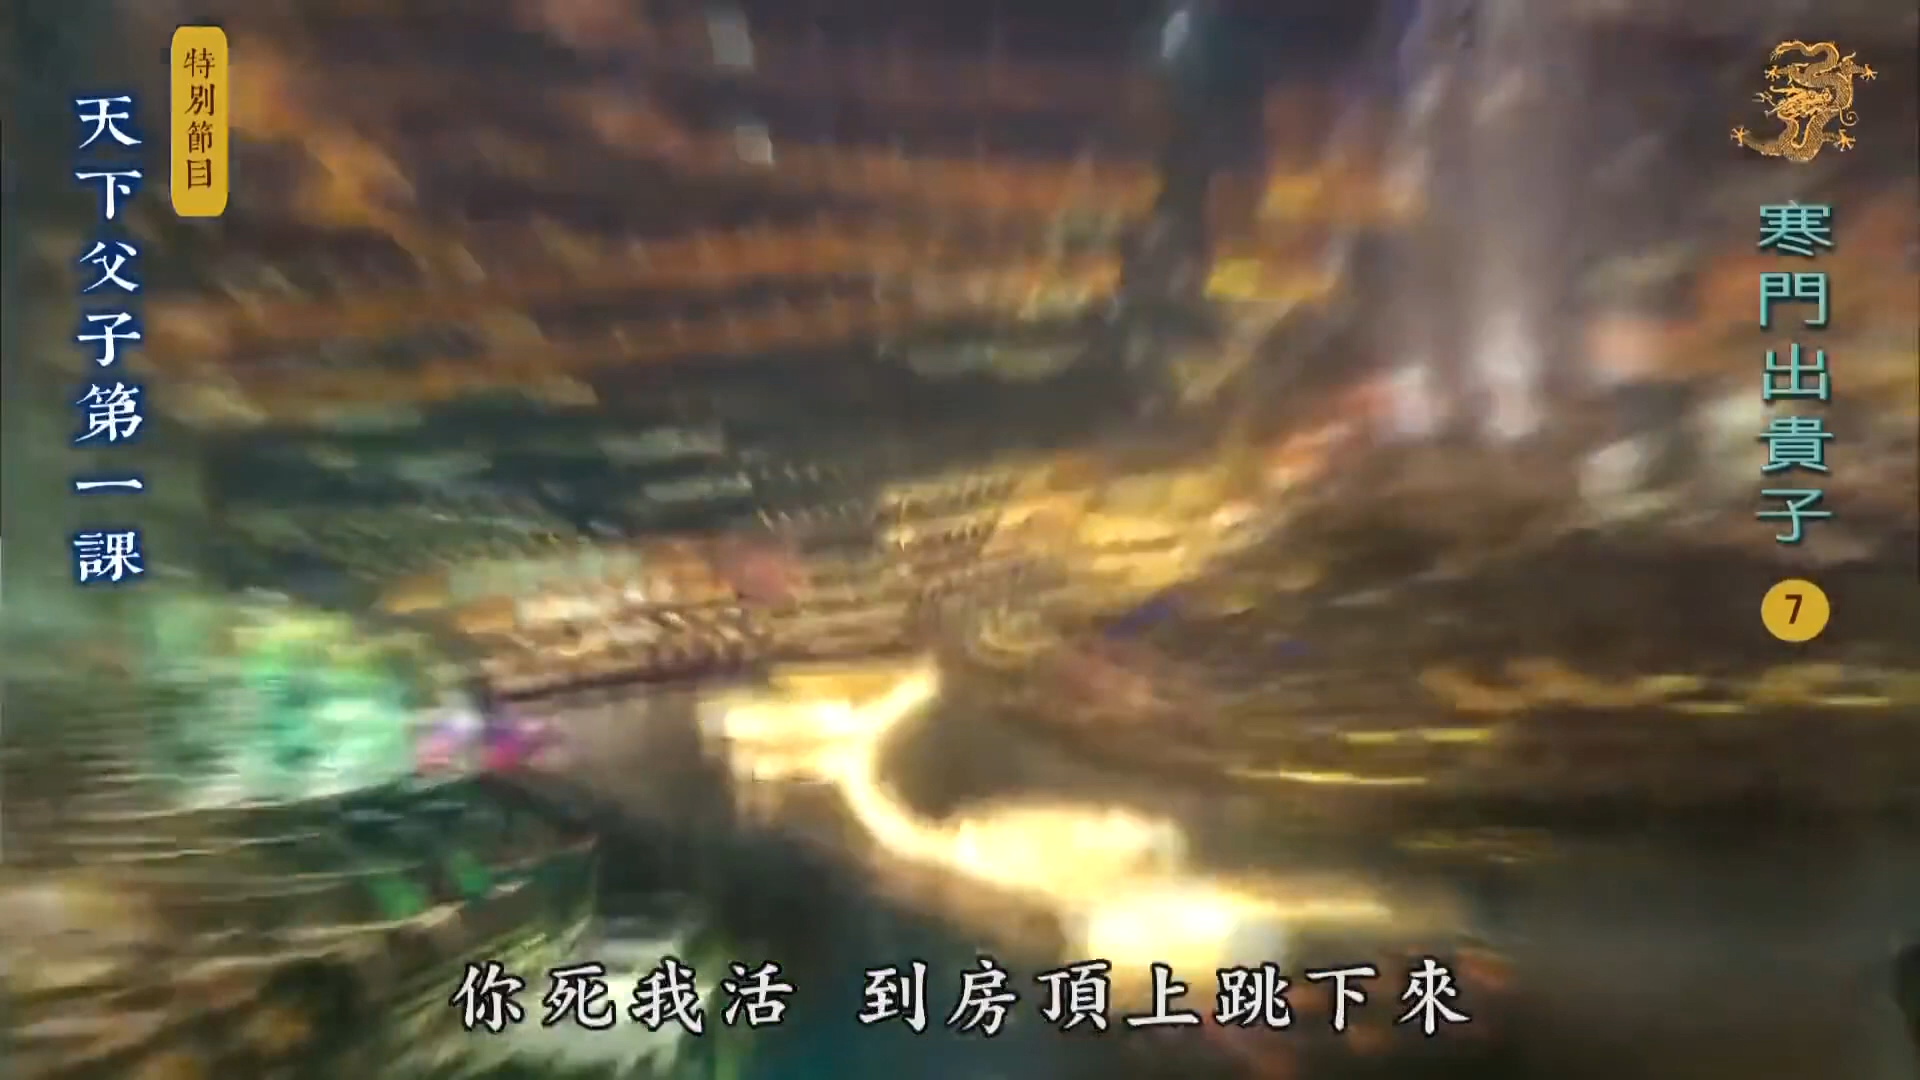 特別節目
天下父子第一課
寒門出貴子
7
你死我活 到房頂上跳下來